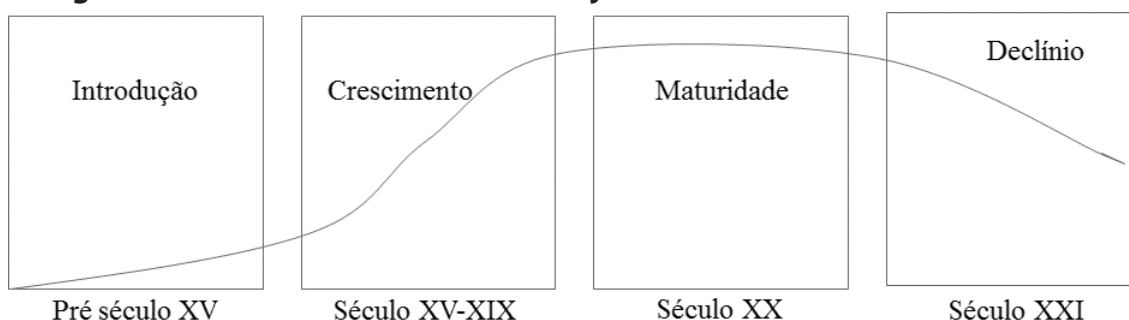 Introdução
Crescimento
Maturidade
Declínio
Pré século XV
Século XV-XIX
Século XX
Século XXI